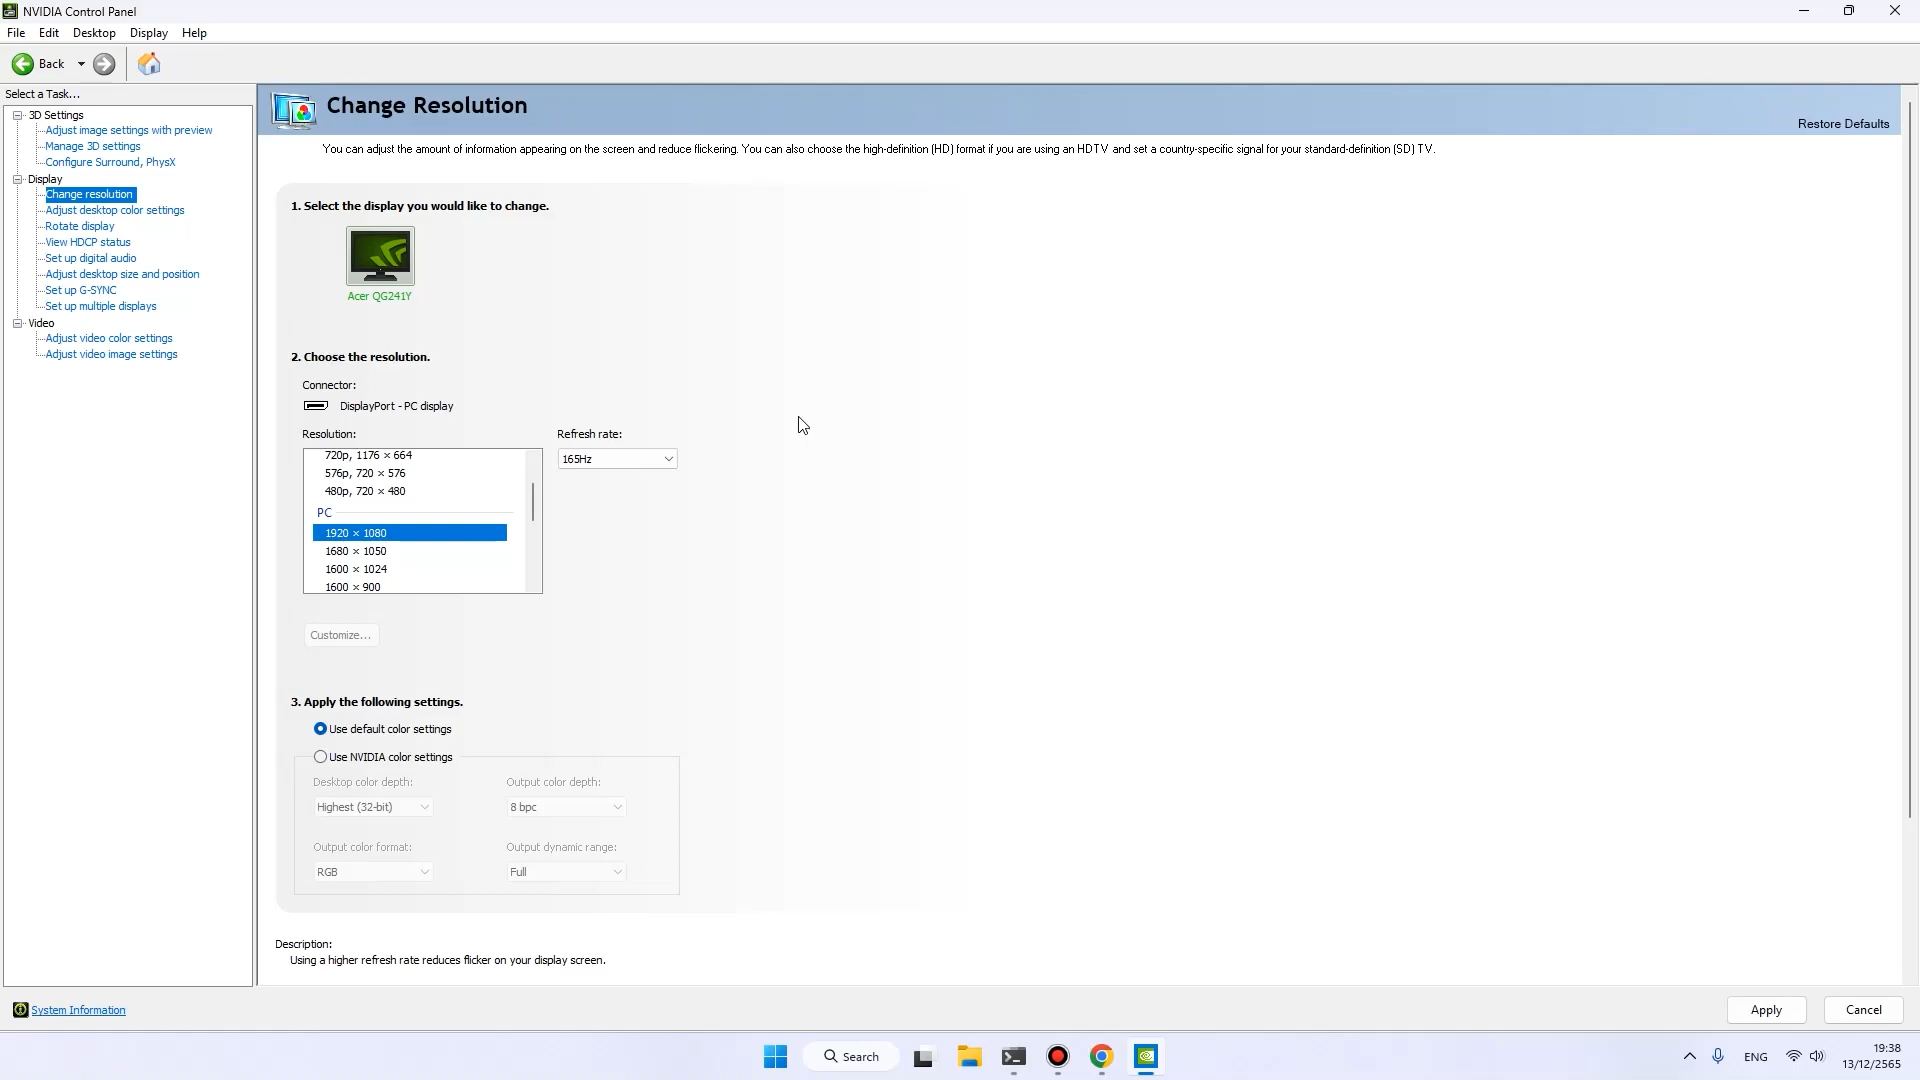 NVIDIA Control Panel
File Edit Desktop Display Help
Back
Select a Task...
3D Settings
Adjust image settings with preview
Manage 3D settings
Configure Surround, PhysX
Display
Change resolution
Adjust desktop color settings
Rotate display
View HDCP status
Set up digital audio
Adjust desktop size and position
Set up G-SYNC
Set up multiple displays
Video
Adjust video color settings
Adjust video image settings
Change Resolution
Restore Defaults
You can adjust the amount of information appearing on the screen and reduce flickering. You can also choose the high-definition (HD) format if you are using an HDTV and set a country-specific signal for your standard-definition (SD) TV.
1. Select the display you would like to change.
Acer QG241Y
2. Choose the resolution.
Connector:
DisplayPort - PC display
Resolution:
Refresh rate:
720p, 1176 × 664
576p, 720 × 576
480p, 720 × 480
PC
1920 × 1080
1680 × 1050
1600 × 1024
1600 × 900
165Hz
Customize...
3. Apply the following settings.
Use default color settings
Use NVIDIA color settings
Desktop color depth:
Output color depth:
Highest (32-bit)
8 bpc
Output color format:
Output dynamic range:
RGB
Full
Description:
Using a higher refresh rate reduces flicker on your display screen.
System Information
Apply
Cancel
Search
ENG
19:38
13/12/2565